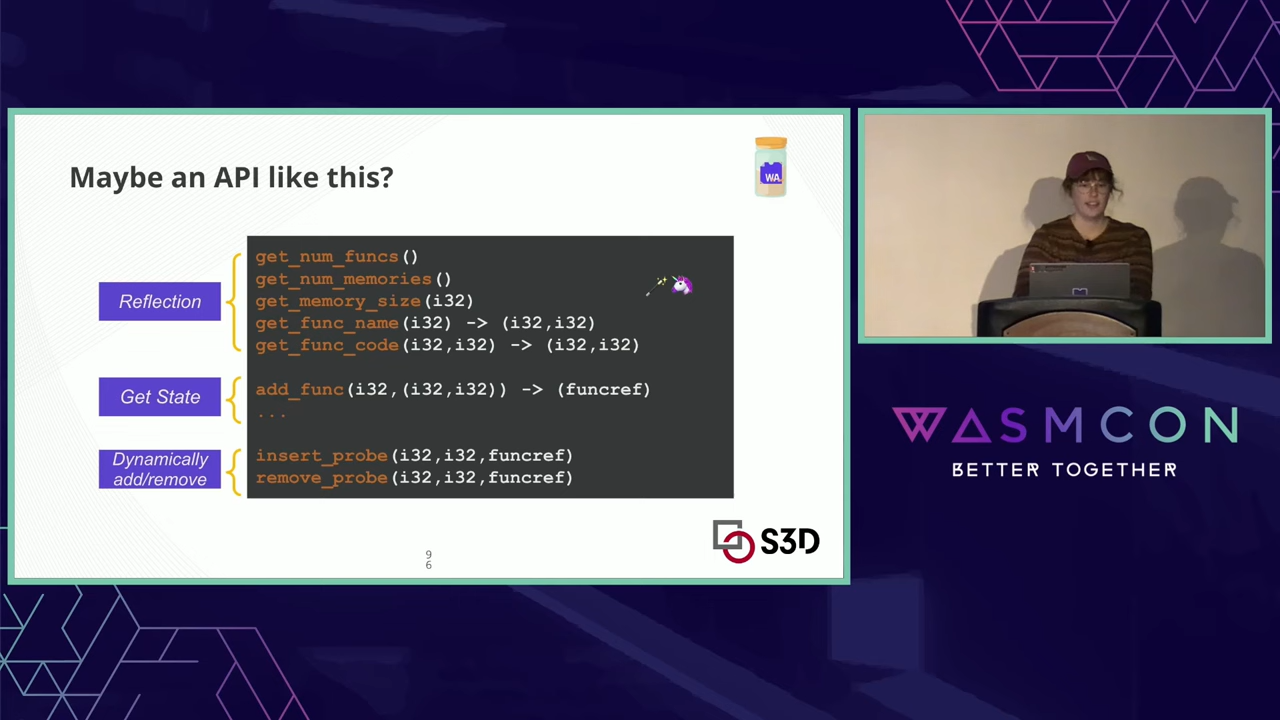 Maybe an API like this?
WA
Reflection
get_num_funcs()
get_num_memories()
get_memory_size(i32)
get_func_name(i32) -> (i32,i32)
get_func_code(i32,i32) -> (i32,i32)
Get State
add_func(i32,(i32,i32)) -> (funcref)
...
Dynamically
add/remove
insert_probe(i32,i32,funcref)
remove_probe(i32,i32,funcref)
9
6
S3D
WASMCON
BETTER TOGETHER